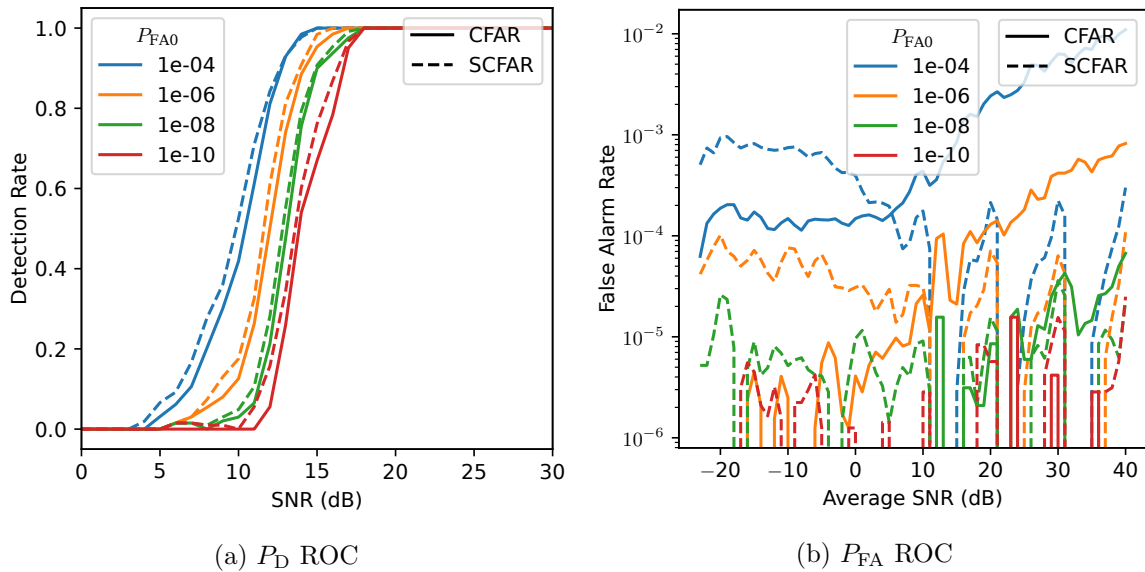 P_FA0
1e-04
1e-06
1e-08
1e-10
CFAR
SCFAR
Detection Rate
1.0
0.8
0.6
0.4
0.2
0.0
0 5 10 15 20 25 30
SNR (dB)
(a) P_D ROC
P_FA0
1e-04
1e-06
1e-08
1e-10
CFAR
SCFAR
False Alarm Rate
10^−2
10^−3
10^−4
10^−5
10^−6
−20 −10 0 10 20 30 40
Average SNR (dB)
(b) P_FA ROC